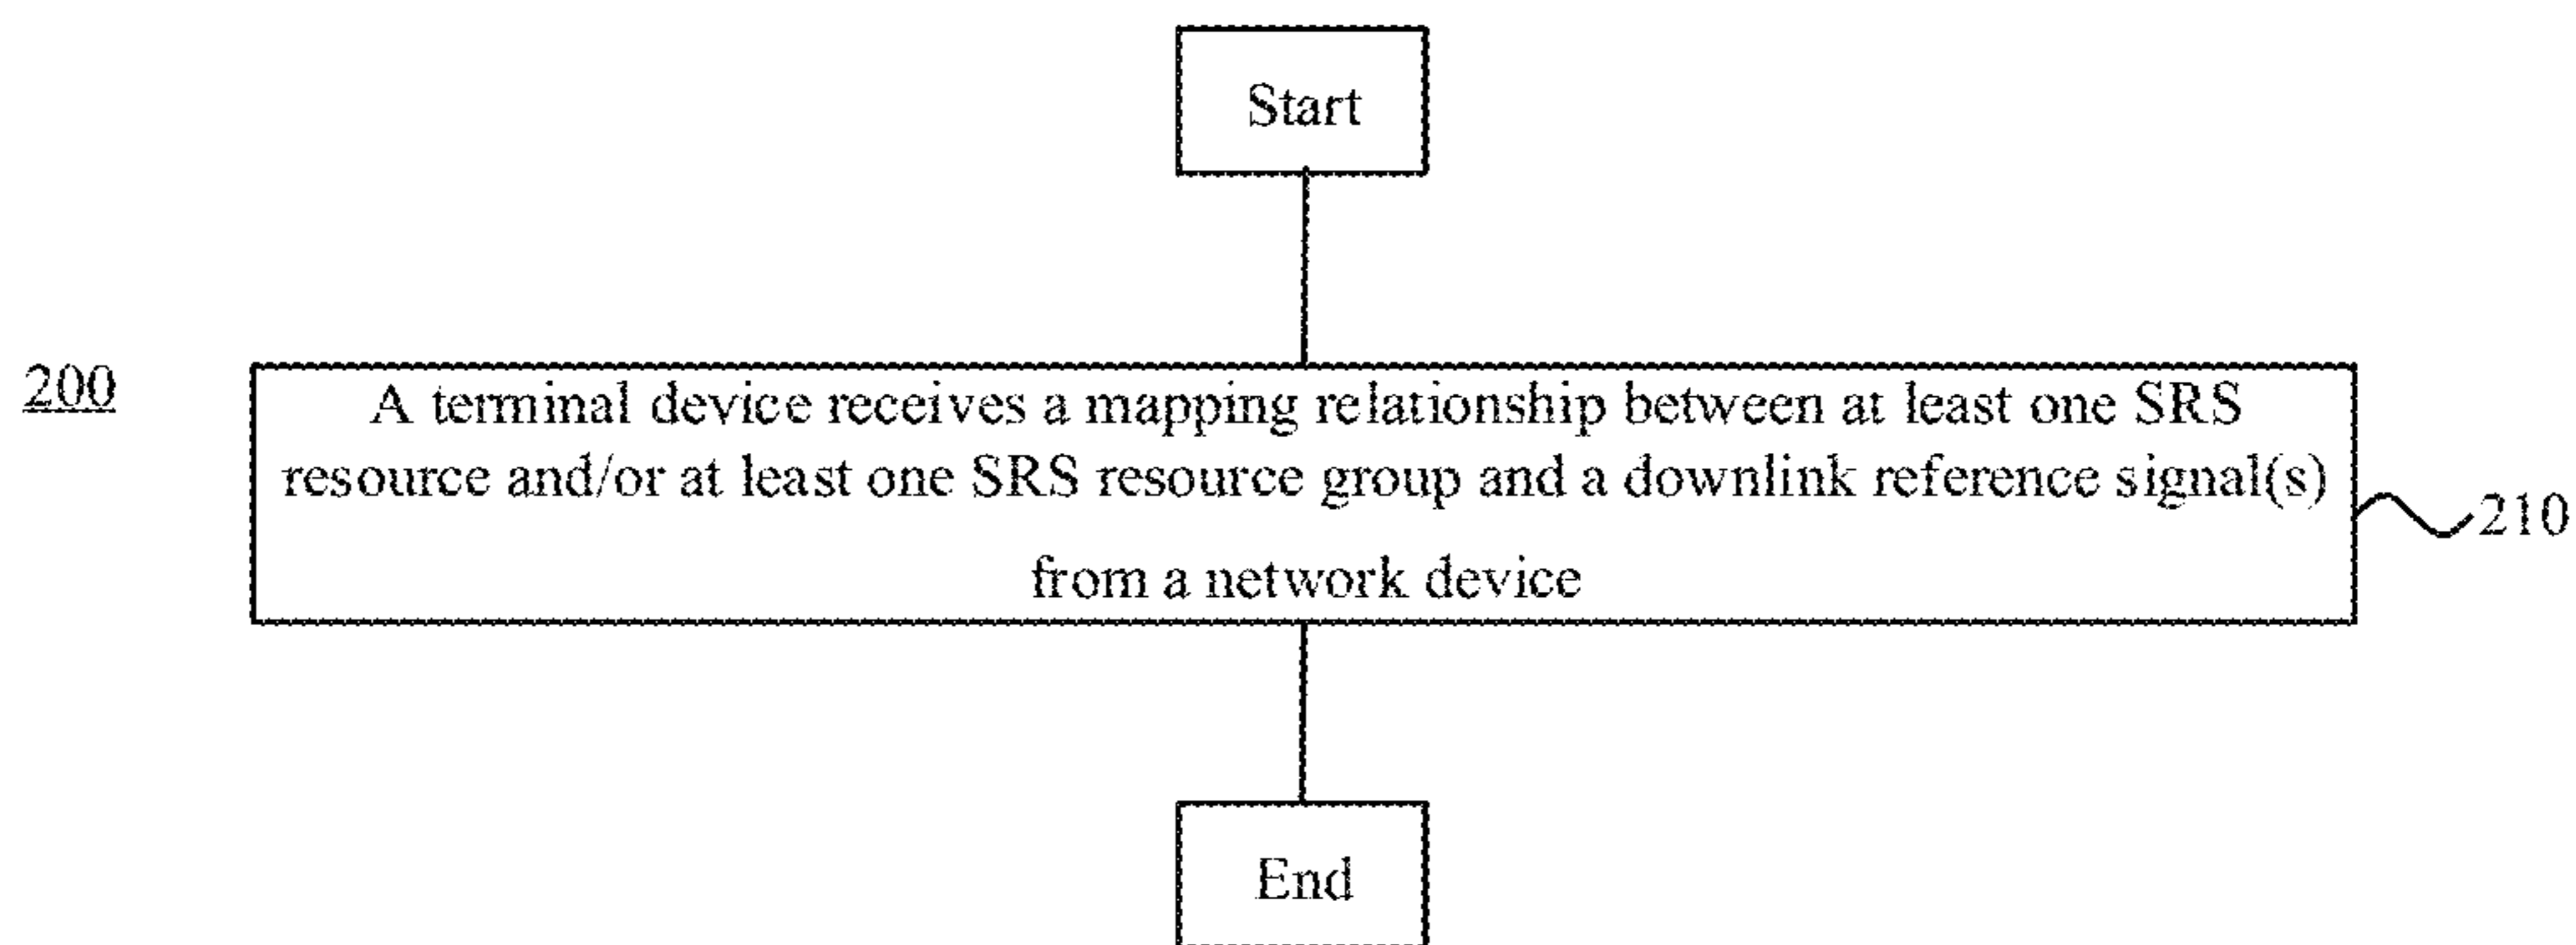 Start
200
A terminal device receives a mapping relationship between at least one SRS
resource and/or at least one SRS resource group and a downlink reference signal(s)
from a network device
210
End